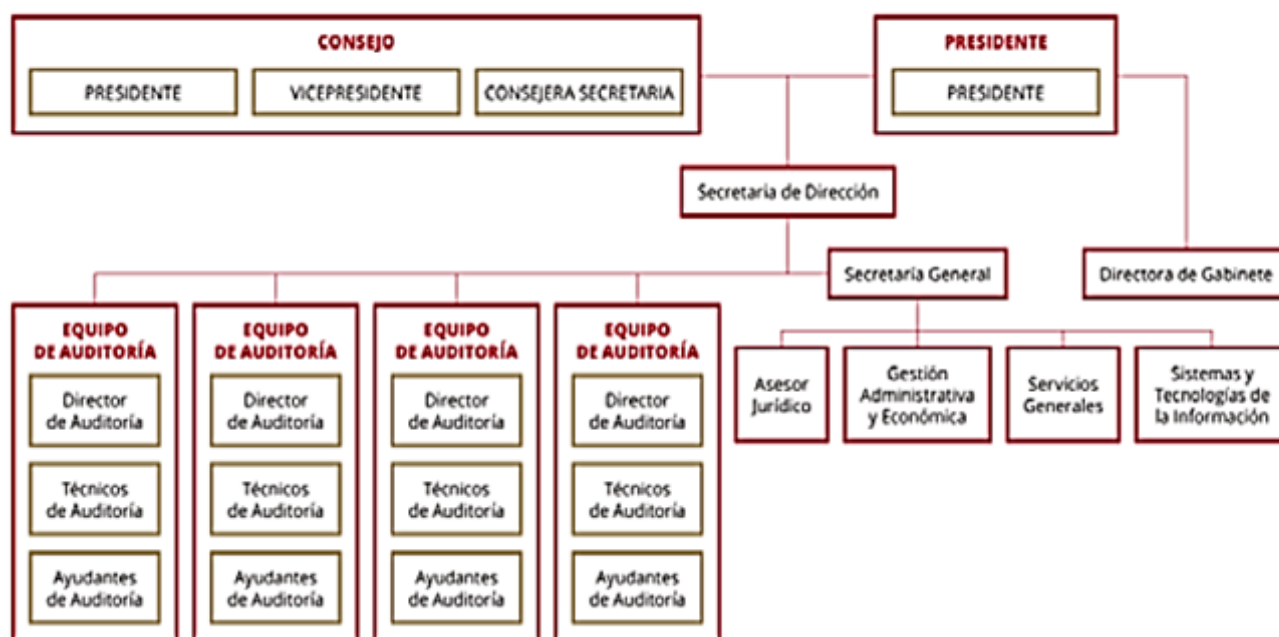 CONSEJO
PRESIDENTE
VICEPRESIDENTE
CONSEJERA SECRETARIA
PRESIDENTE
PRESIDENTE
Secretaria de Dirección
Secretaría General
Directora de Gabinete
EQUIPO
DE AUDITORÍA
Director
de Auditoría
Técnicos
de Auditoría
Ayudantes
de Auditoría
EQUIPO
DE AUDITORÍA
Director
de Auditoría
Técnicos
de Auditoría
Ayudantes
de Auditoría
EQUIPO
DE AUDITORÍA
Director
de Auditoría
Técnicos
de Auditoría
Ayudantes
de Auditoría
EQUIPO
DE AUDITORÍA
Director
de Auditoría
Técnicos
de Auditoría
Ayudantes
de Auditoría
Asesor
Jurídico
Gestión
Administrativa
y Económica
Servicios
Generales
Sistemas y
Tecnologías de
la Información